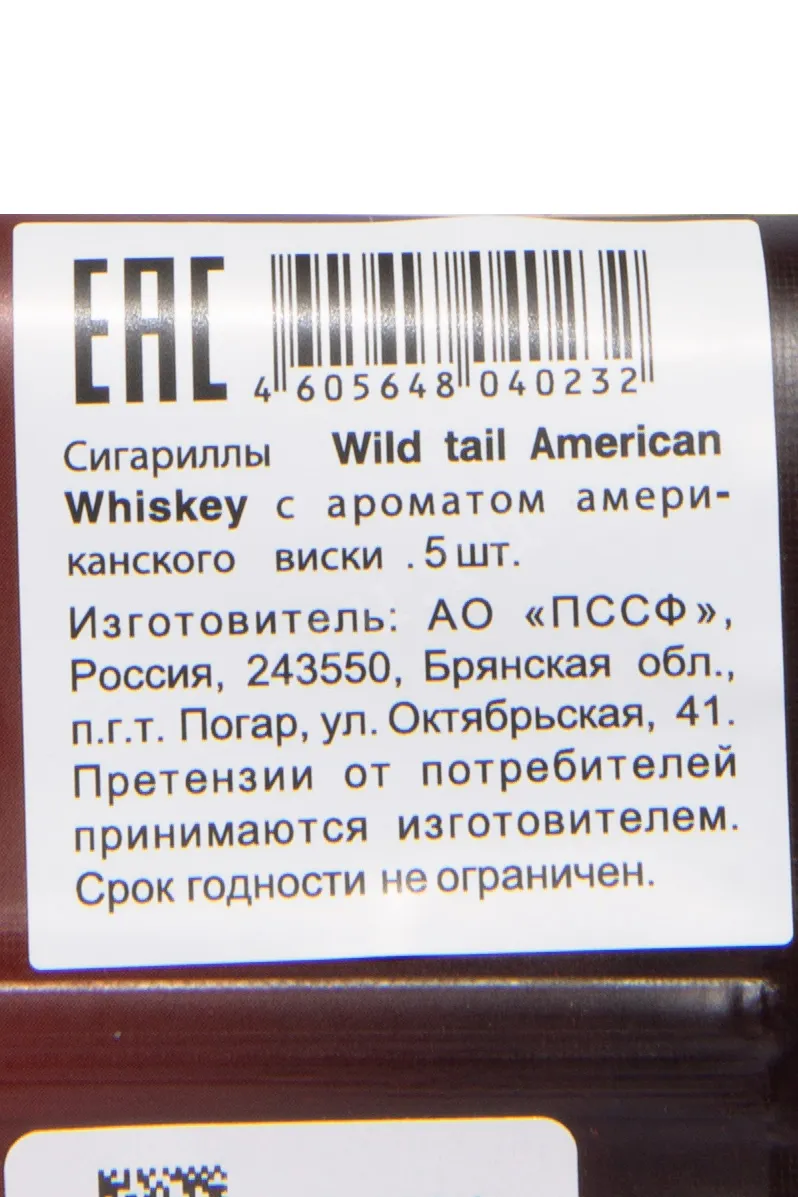 ЕАС
4 605648 040232
Сигариллы Wild tail American
Whiskey с ароматом амери-
канского виски . 5 шт.
Изготовитель: АО «ПССФ»,
Россия, 243550, Брянская обл.,
п.г.т. Погар, ул. Октябрьская, 41.
Претензии от потребителей
принимаются изготовителем.
Срок годности не ограничен.